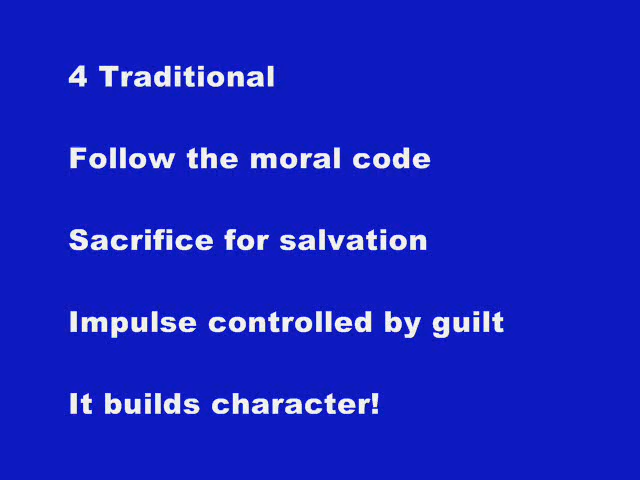 4 Traditional
Follow the moral code
Sacrifice for salvation
Impulse controlled by guilt
It builds character!